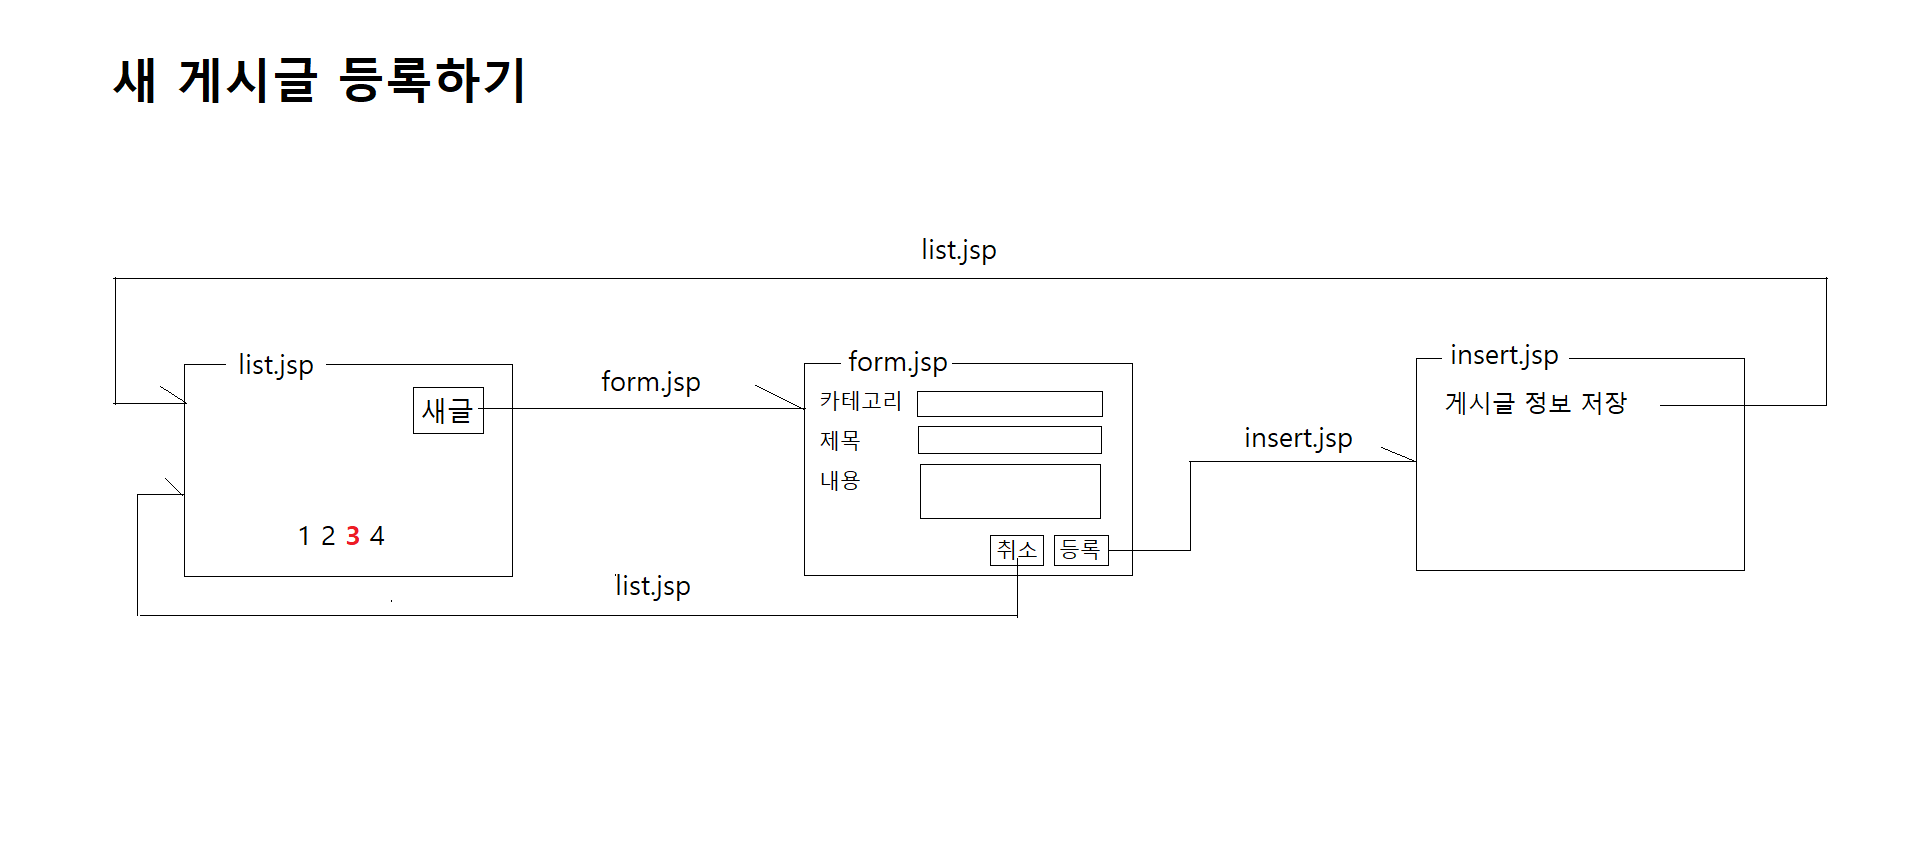 새 게시글 등록하기
list.jsp
list.jsp
새글
1 2 3 4
form.jsp
form.jsp
카테고리
제목
내용
취소 등록
list.jsp
insert.jsp
insert.jsp
게시글 정보 저장